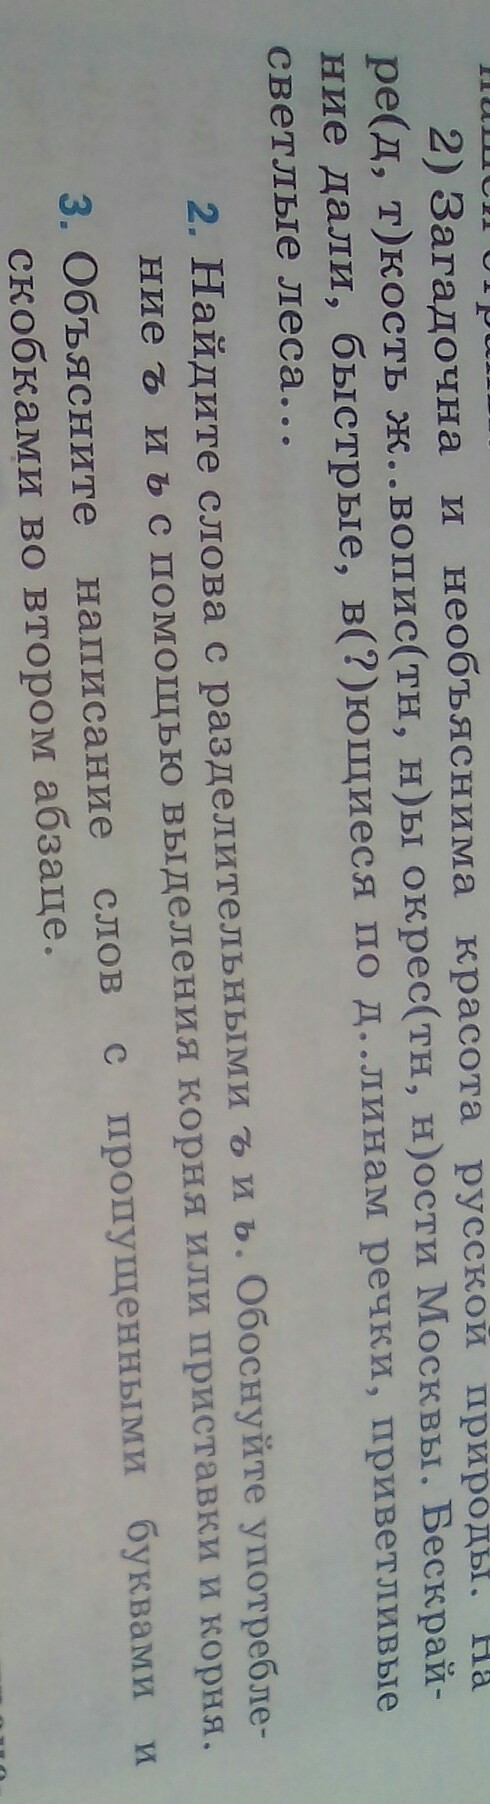 2) Загадочна и необъяснима красота русской природы. На
ре(д, т)кость ж..вопис(тн, н)ы окрес(тн, н)ости Москвы. Бескрай-
ние дали, быстрые, в(?)ющиеся по д..линам речки, приветливые
светлые леса...
2. Найдите слова с разделительными ъ и ь. Обоснуйте употребле-
ние ъ и ь с помощью выделения корня или приставки и корня.
3. Объясните написание слов с пропущенными буквами и
скобками во втором абзаце.